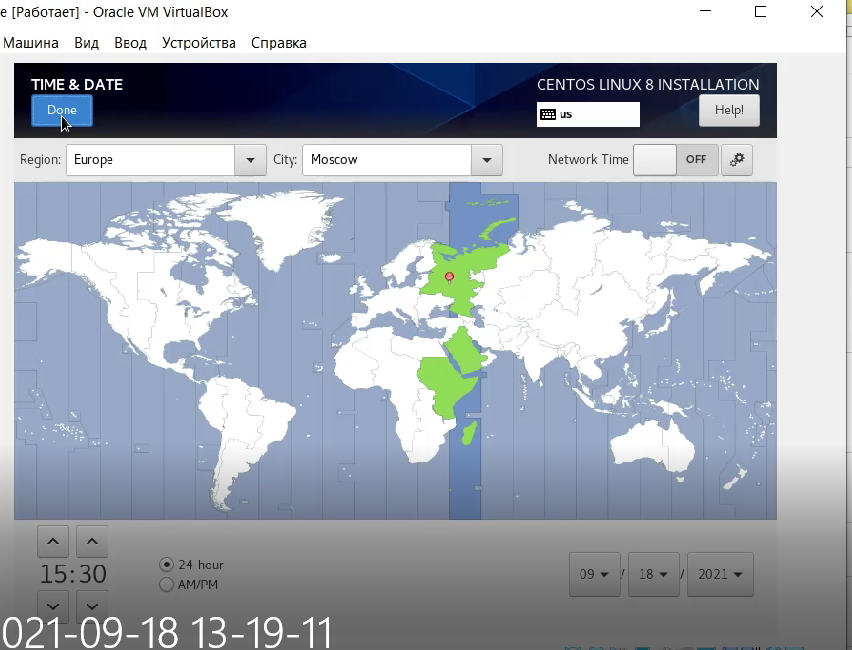 е [Работает] - Oracle VM VirtualBox
Машина Вид Ввод Устройства Справка
TIME & DATE
CENTOS LINUX 8 INSTALLATION
Done
us
Help!
Region: Europe City: Moscow Network Time OFF
24 hour
15:30
09 / 18 / 2021
AM/PM
021-09-18 13-19-11